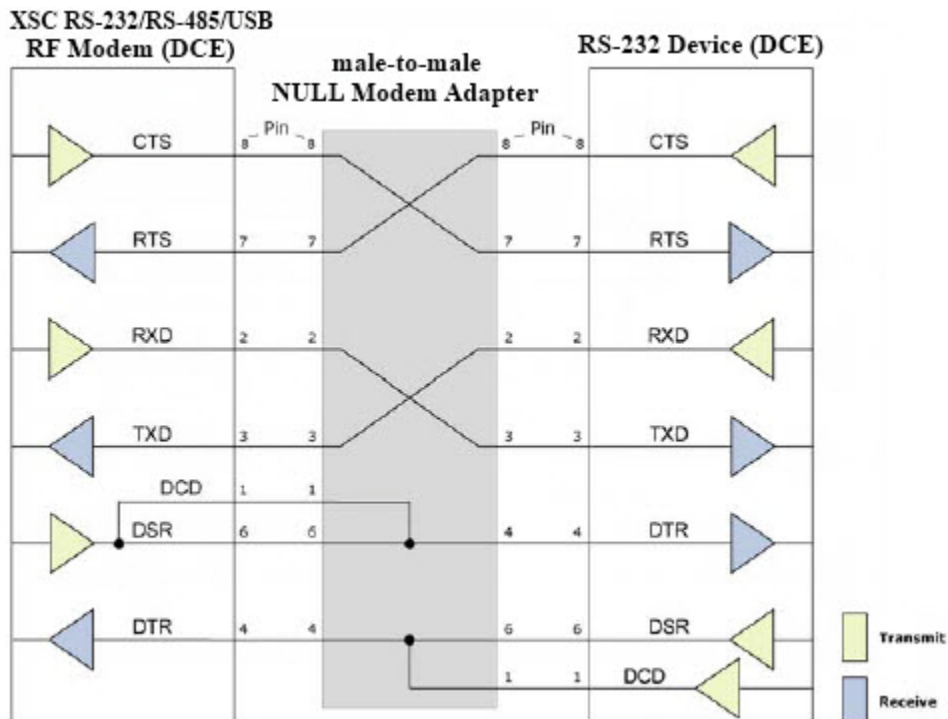 XSC RS-232/RS-485/USB
RF Modem (DCE)
male-to-male
NULL Modem Adapter
RS-232 Device (DCE)
CTS 8 Pin 8 8 Pin 8 CTS
RTS 7 7 7 7 RTS
RXD 2 2 2 2 RXD
TXD 3 3 3 3 TXD
DCD 1 1
DSR 6 6 4 4 DTR
DTR 4 4 6 6 DSR
1 1 DCD
Transmit
Receive